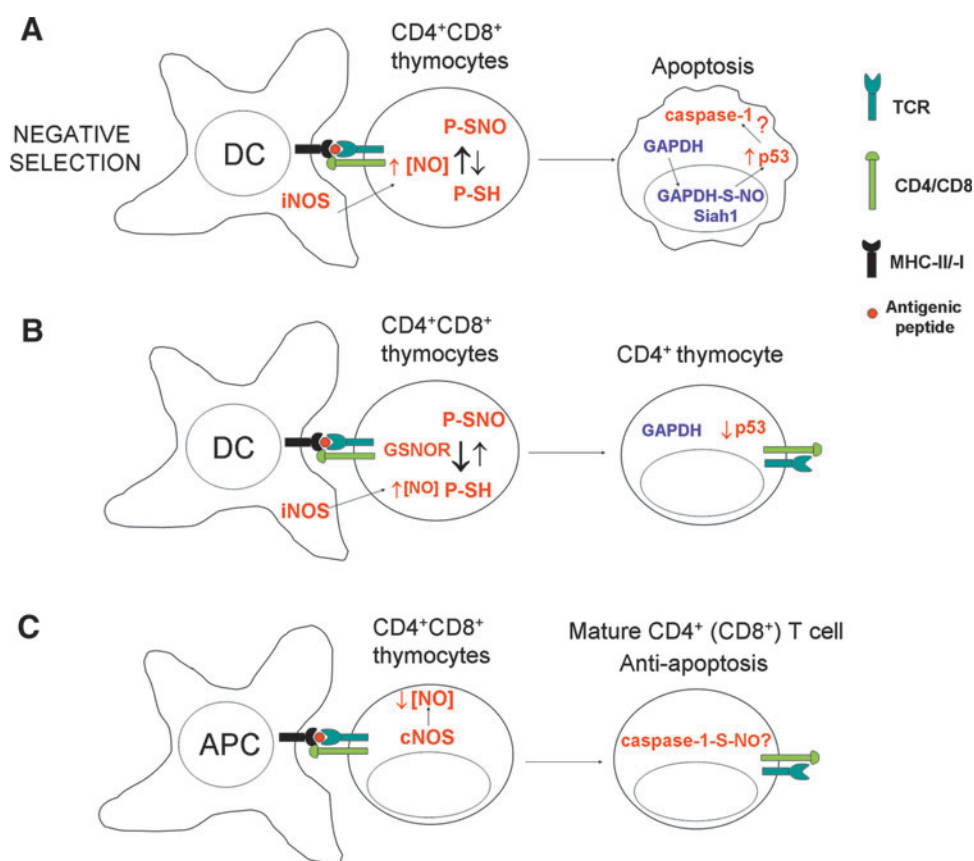 A
CD4+CD8+
thymocytes
Apoptosis
NEGATIVE
SELECTION
DC
iNOS
↑ [NO]
P-SNO
P-SH
caspase-1 ?
GAPDH
↑ p53
GAPDH-S-NO
Siah1
TCR
CD4/CD8
MHC-II/-I
Antigenic
peptide
B
CD4+CD8+
thymocytes
CD4+ thymocyte
DC
iNOS
P-SNO
GSNOR
↑[NO] P-SH
GAPDH ↓p53
C
CD4+CD8+
thymocytes
Mature CD4+ (CD8+) T cell
Anti-apoptosis
APC
↓ [NO]
cNOS
caspase-1-S-NO?